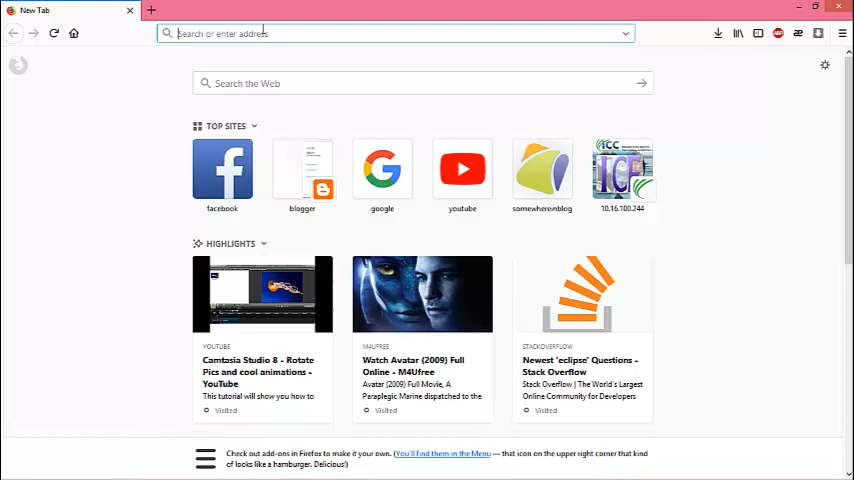 New Tab
Search or enter address
ABP
æ
Search the Web
TOP SITES
ICC
ICE
facebook
blogger
google
youtube
somewhereinblog
10.16.100.244
HIGHLIGHTS
YOUTUBE
Camtasia Studio 8 - Rotate
Pics and cool animations -
YouTube
This tutorial will show you how to
Visited
M4UFREE
Watch Avatar (2009) Full
Online - M4Ufree
Avatar (2009) Full Movie, A
Paraplegic Marine dispatched to the
Visited
STACKOVERFLOW
Newest 'eclipse' Questions -
Stack Overflow
Stack Overflow | The World's Largest
Online Community for Developers
Visited
Check out add-ons in Firefox to make it your own. (You'll find them in the Menu — that icon on the upper right corner that kind
of looks like a hamburger. Delicious!)